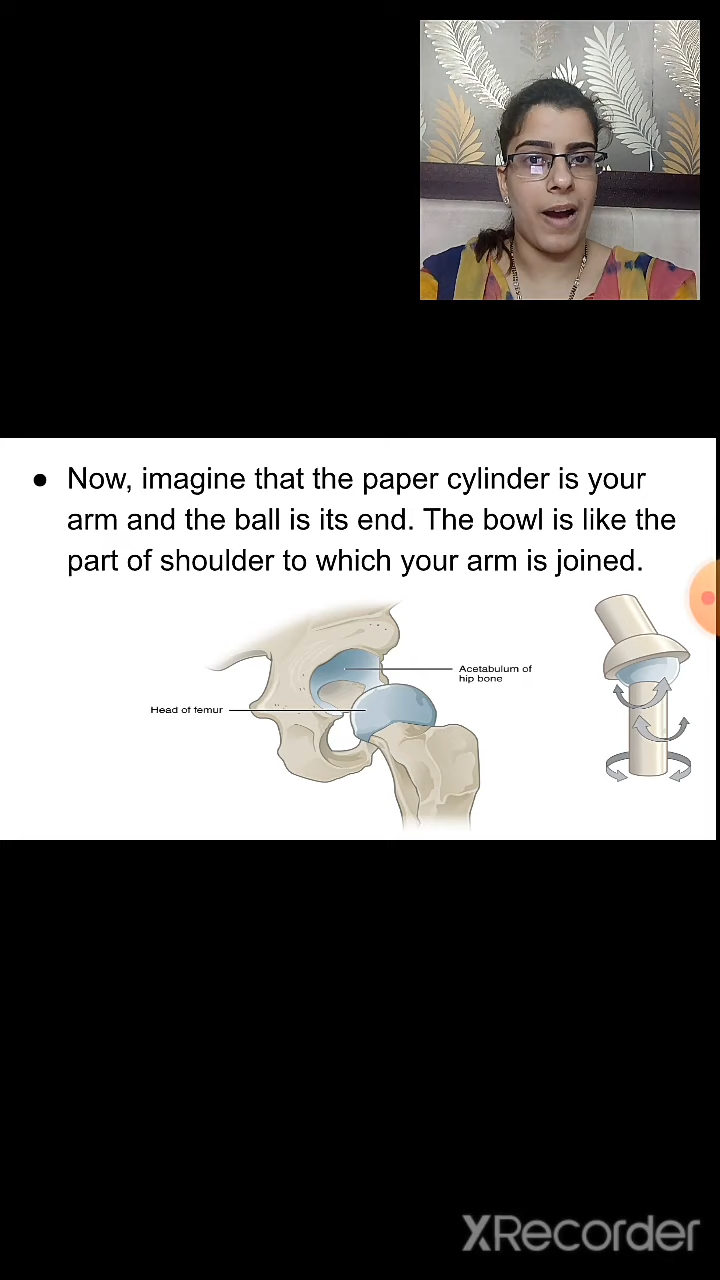 ● Now, imagine that the paper cylinder is your
arm and the ball is its end. The bowl is like the
part of shoulder to which your arm is joined.
Acetabulum of
hip bone
Head of femur
XRecorder